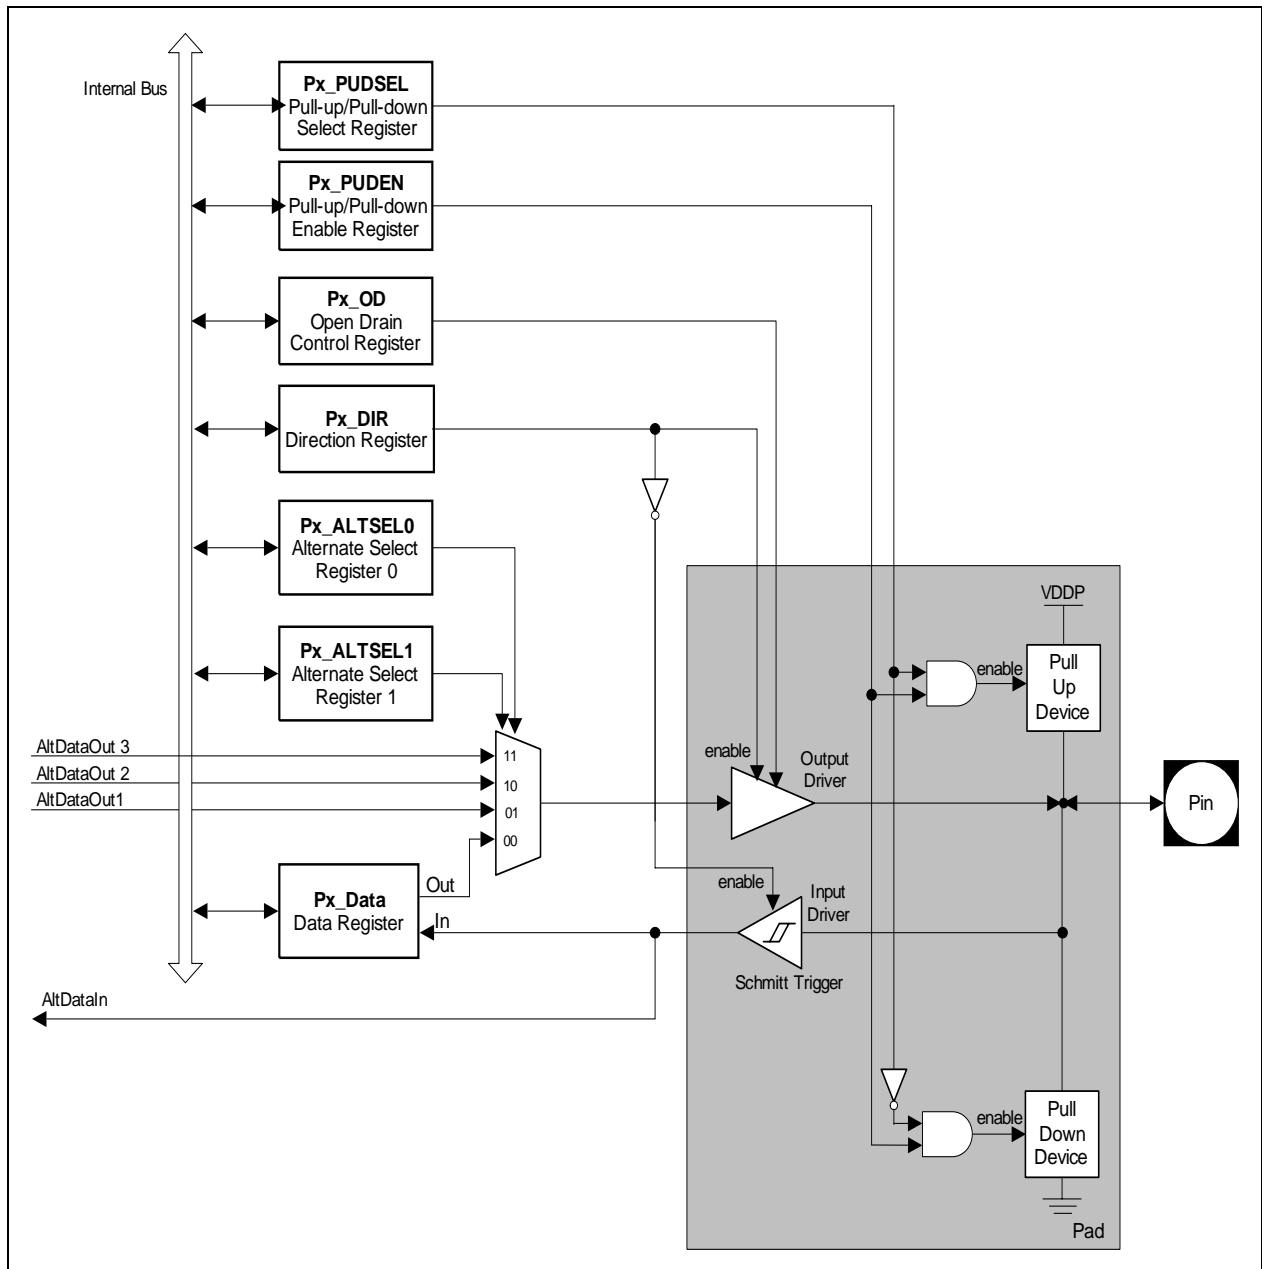 Internal Bus
Px_PUDSEL
Pull-up/Pull-down
Select Register
Px_PUDEN
Pull-up/Pull-down
Enable Register
Px_OD
Open Drain
Control Register
Px_DIR
Direction Register
Px_ALTSEL0
Alternate Select
Register 0
Px_ALTSEL1
Alternate Select
Register 1
AltDataOut 3
AltDataOut 2
AltDataOut1
11
10
01
00
Px_Data
Data Register
Out
In
AltDataIn
enable
Output
Driver
enable
Input
Driver
Schmitt Trigger
VDDP
enable
Pull
Up
Device
Pin
enable
Pull
Down
Device
Pad